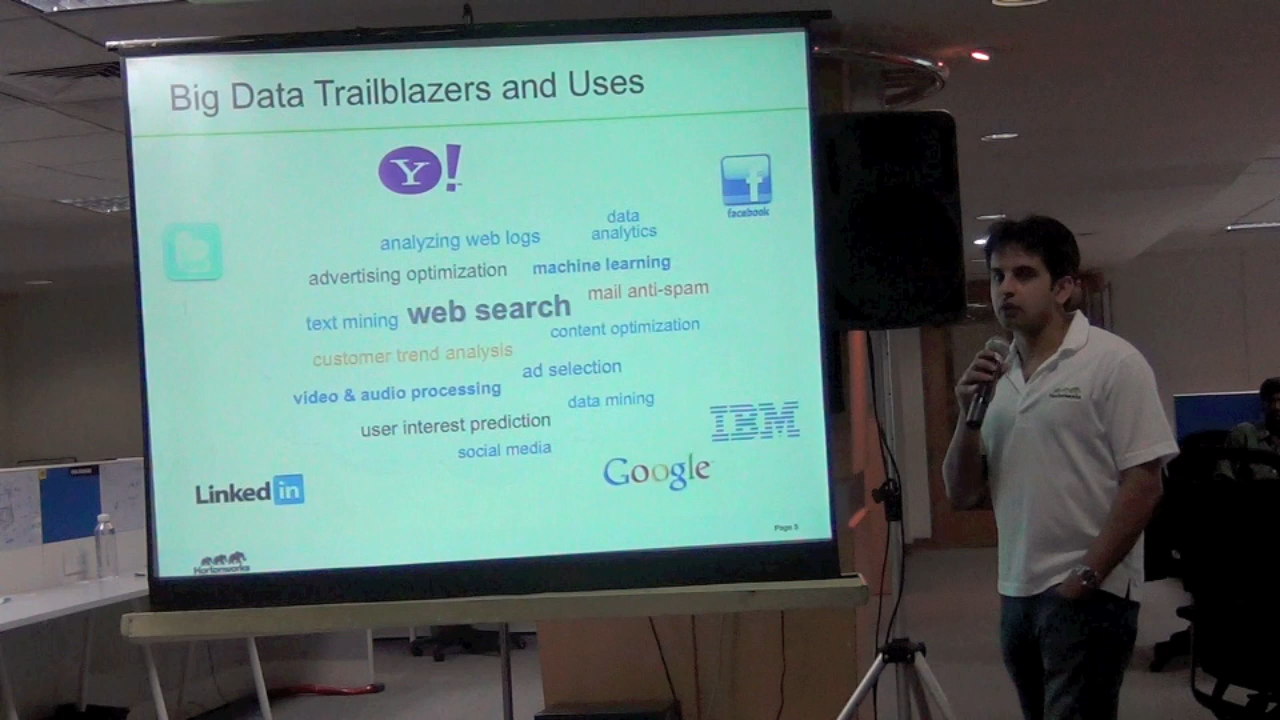 Big Data Trailblazers and Uses
Y!
facebook
data
analytics
analyzing web logs
advertising optimization
machine learning
mail anti-spam
text mining
web search
content optimization
customer trend analysis
ad selection
video & audio processing
data mining
user interest prediction
social media
IBM
Google
Linked in
Page 5
Hortonworks